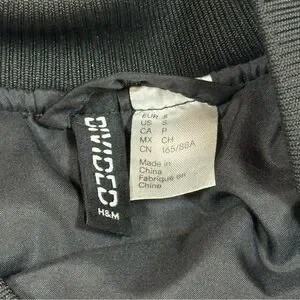 DIVIDED
H&M
EUR S
US S
CA P
MX CH
CN 165/88A
Made in
China
Fabriqué en
Chine